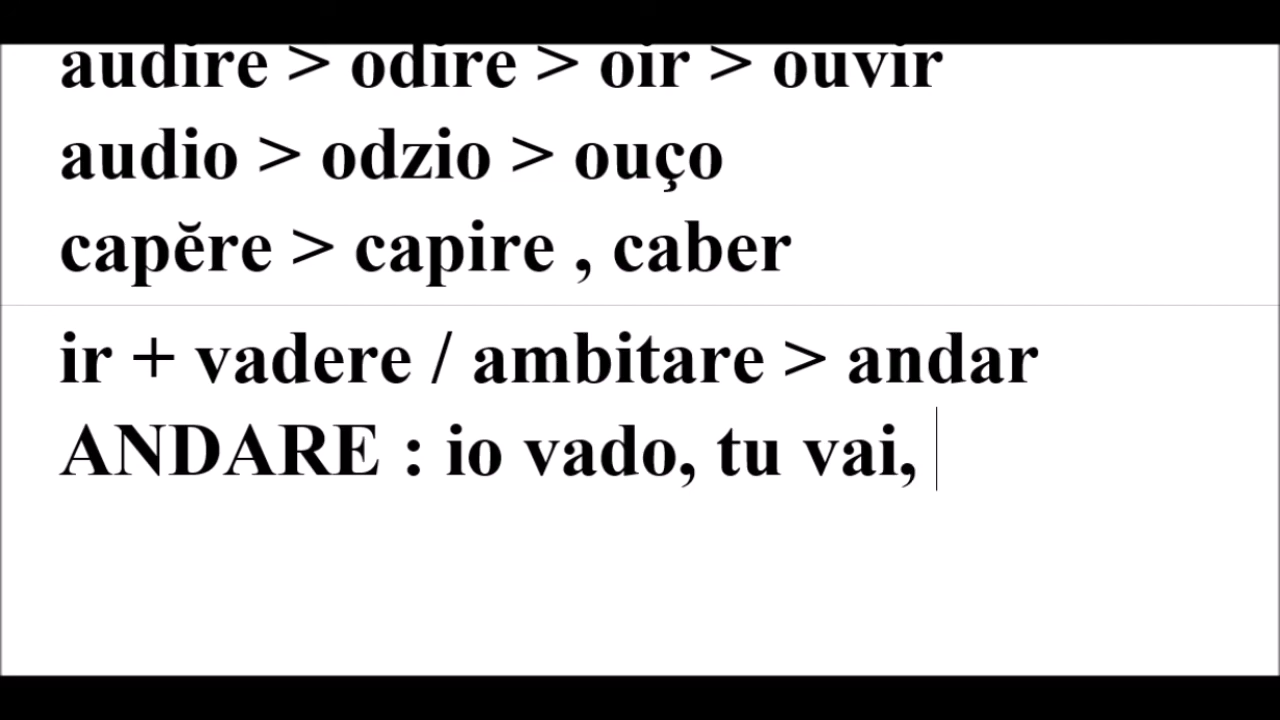 audire > odire > oir > ouvir
audio > odzio > ouço
capĕre > capire , caber
ir + vadere / ambitare > andar
ANDARE : io vado, tu vai,